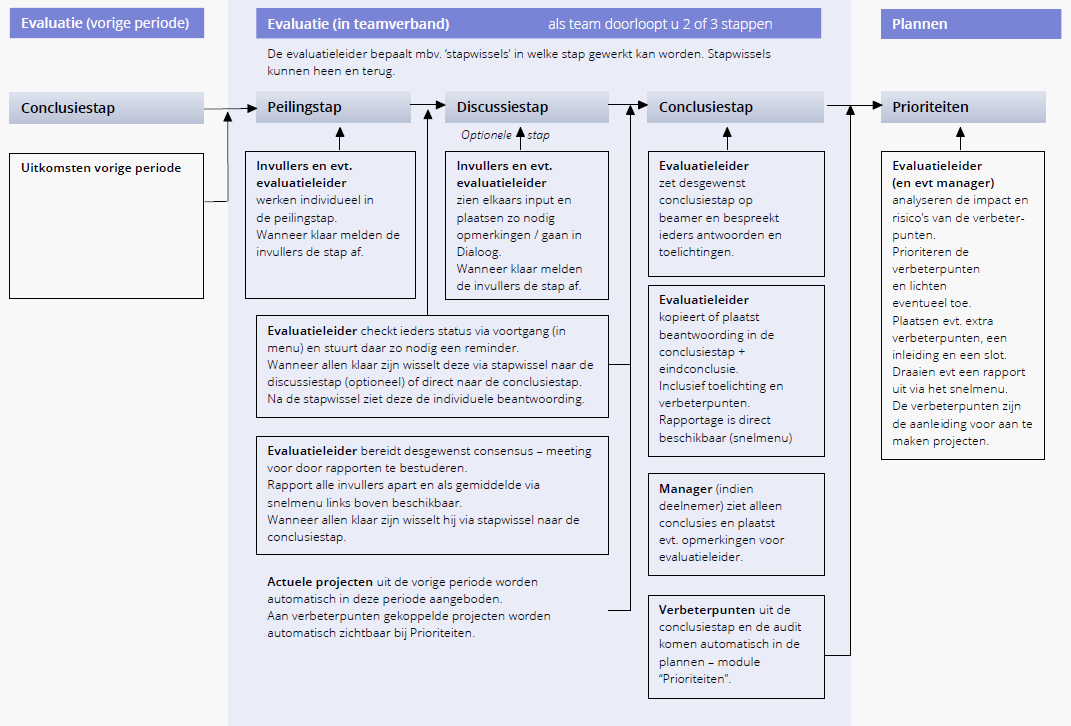 Evaluatie (vorige periode)
Evaluatie (in teamverband) als team doorloopt u 2 of 3 stappen
Plannen
De evaluatieleider bepaalt mbv. ‘stapwissels’ in welke stap gewerkt kan worden. Stapwissels
kunnen heen en terug.
Conclusiestap
Peilingstap
Discussiestap
Conclusiestap
Prioriteiten
Optionele stap
Uitkomsten vorige periode
Invullers en evt.
evaluatieleider
werken individueel in
de peilingstap.
Wanneer klaar melden de
invullers de stap af.
Invullers en evt.
evaluatieleider
zien elkaars input en
plaatsen zo nodig
opmerkingen / gaan in
Dialoog.
Wanneer klaar melden
de invullers de stap af.
Evaluatieleider
zet desgewenst
conclusiestap op
beamer en bespreekt
ieders antwoorden en
toelichtingen.
Evaluatieleider
(en evt manager)
analyseren de impact en
risico's van de verbeter-
punten.
Prioriteren de
verbeterpunten
en lichten
eventueel toe.
Plaatsen evt. extra
verbeterpunten, een
inleiding en een slot.
Draaien evt een rapport
uit via het snelmenu.
De verbeterpunten zijn
de aanleiding voor aan te
maken projecten.
Evaluatieleider checkt ieders status via voortgang (in
menu) en stuurt daar zo nodig een reminder.
Wanneer allen klaar zijn wisselt deze via stapwissel naar de
discussiestap (optioneel) of direct naar de conclusiestap.
Na de stapwissel ziet deze de individuele beantwoording.
Evaluatieleider
kopieert of plaatst
beantwoording in de
conclusiestap +
eindconclusie.
Inclusief toelichting en
verbeterpunten.
Rapportage is direct
beschikbaar (snelmenu)
Evaluatieleider bereidt desgewenst consensus – meeting
voor door rapporten te bestuderen.
Rapport alle invullers apart en als gemiddelde via
snelmenu links boven beschikbaar.
Wanneer allen klaar zijn wisselt hij via stapwissel naar de
conclusiestap.
Manager (indien
deelnemer) ziet alleen
conclusies en plaatst
evt. opmerkingen voor
evaluatieleider.
Actuele projecten uit de vorige periode worden
automatisch in deze periode aangeboden.
Aan verbeterpunten gekoppelde projecten worden
automatisch zichtbaar bij Prioriteiten.
Verbeterpunten uit de
conclusiestap en de audit
komen automatisch in de
plannen – module
“Prioriteiten”.